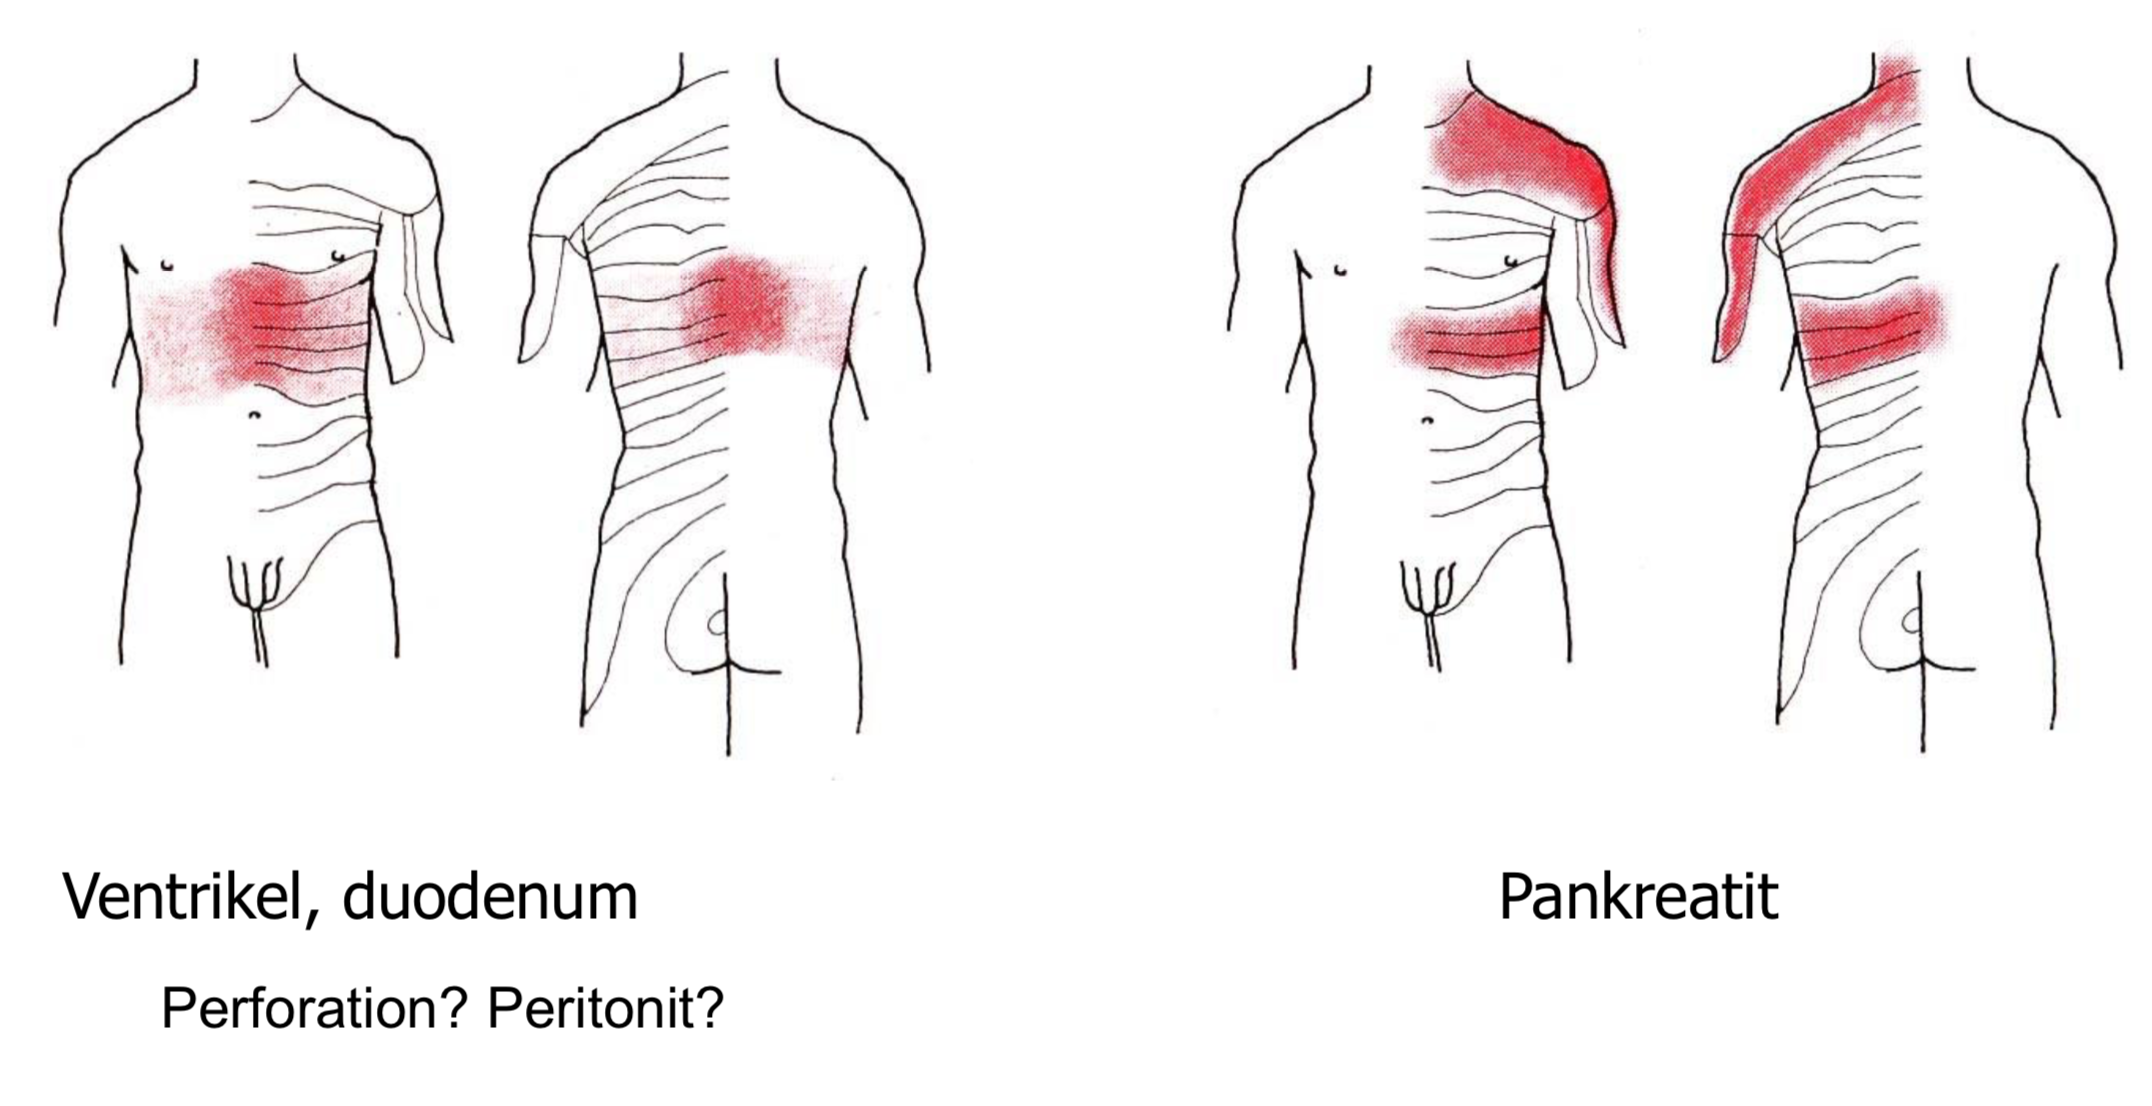 Ventrikel, duodenum
Perforation? Peritonit?
Pankreatit